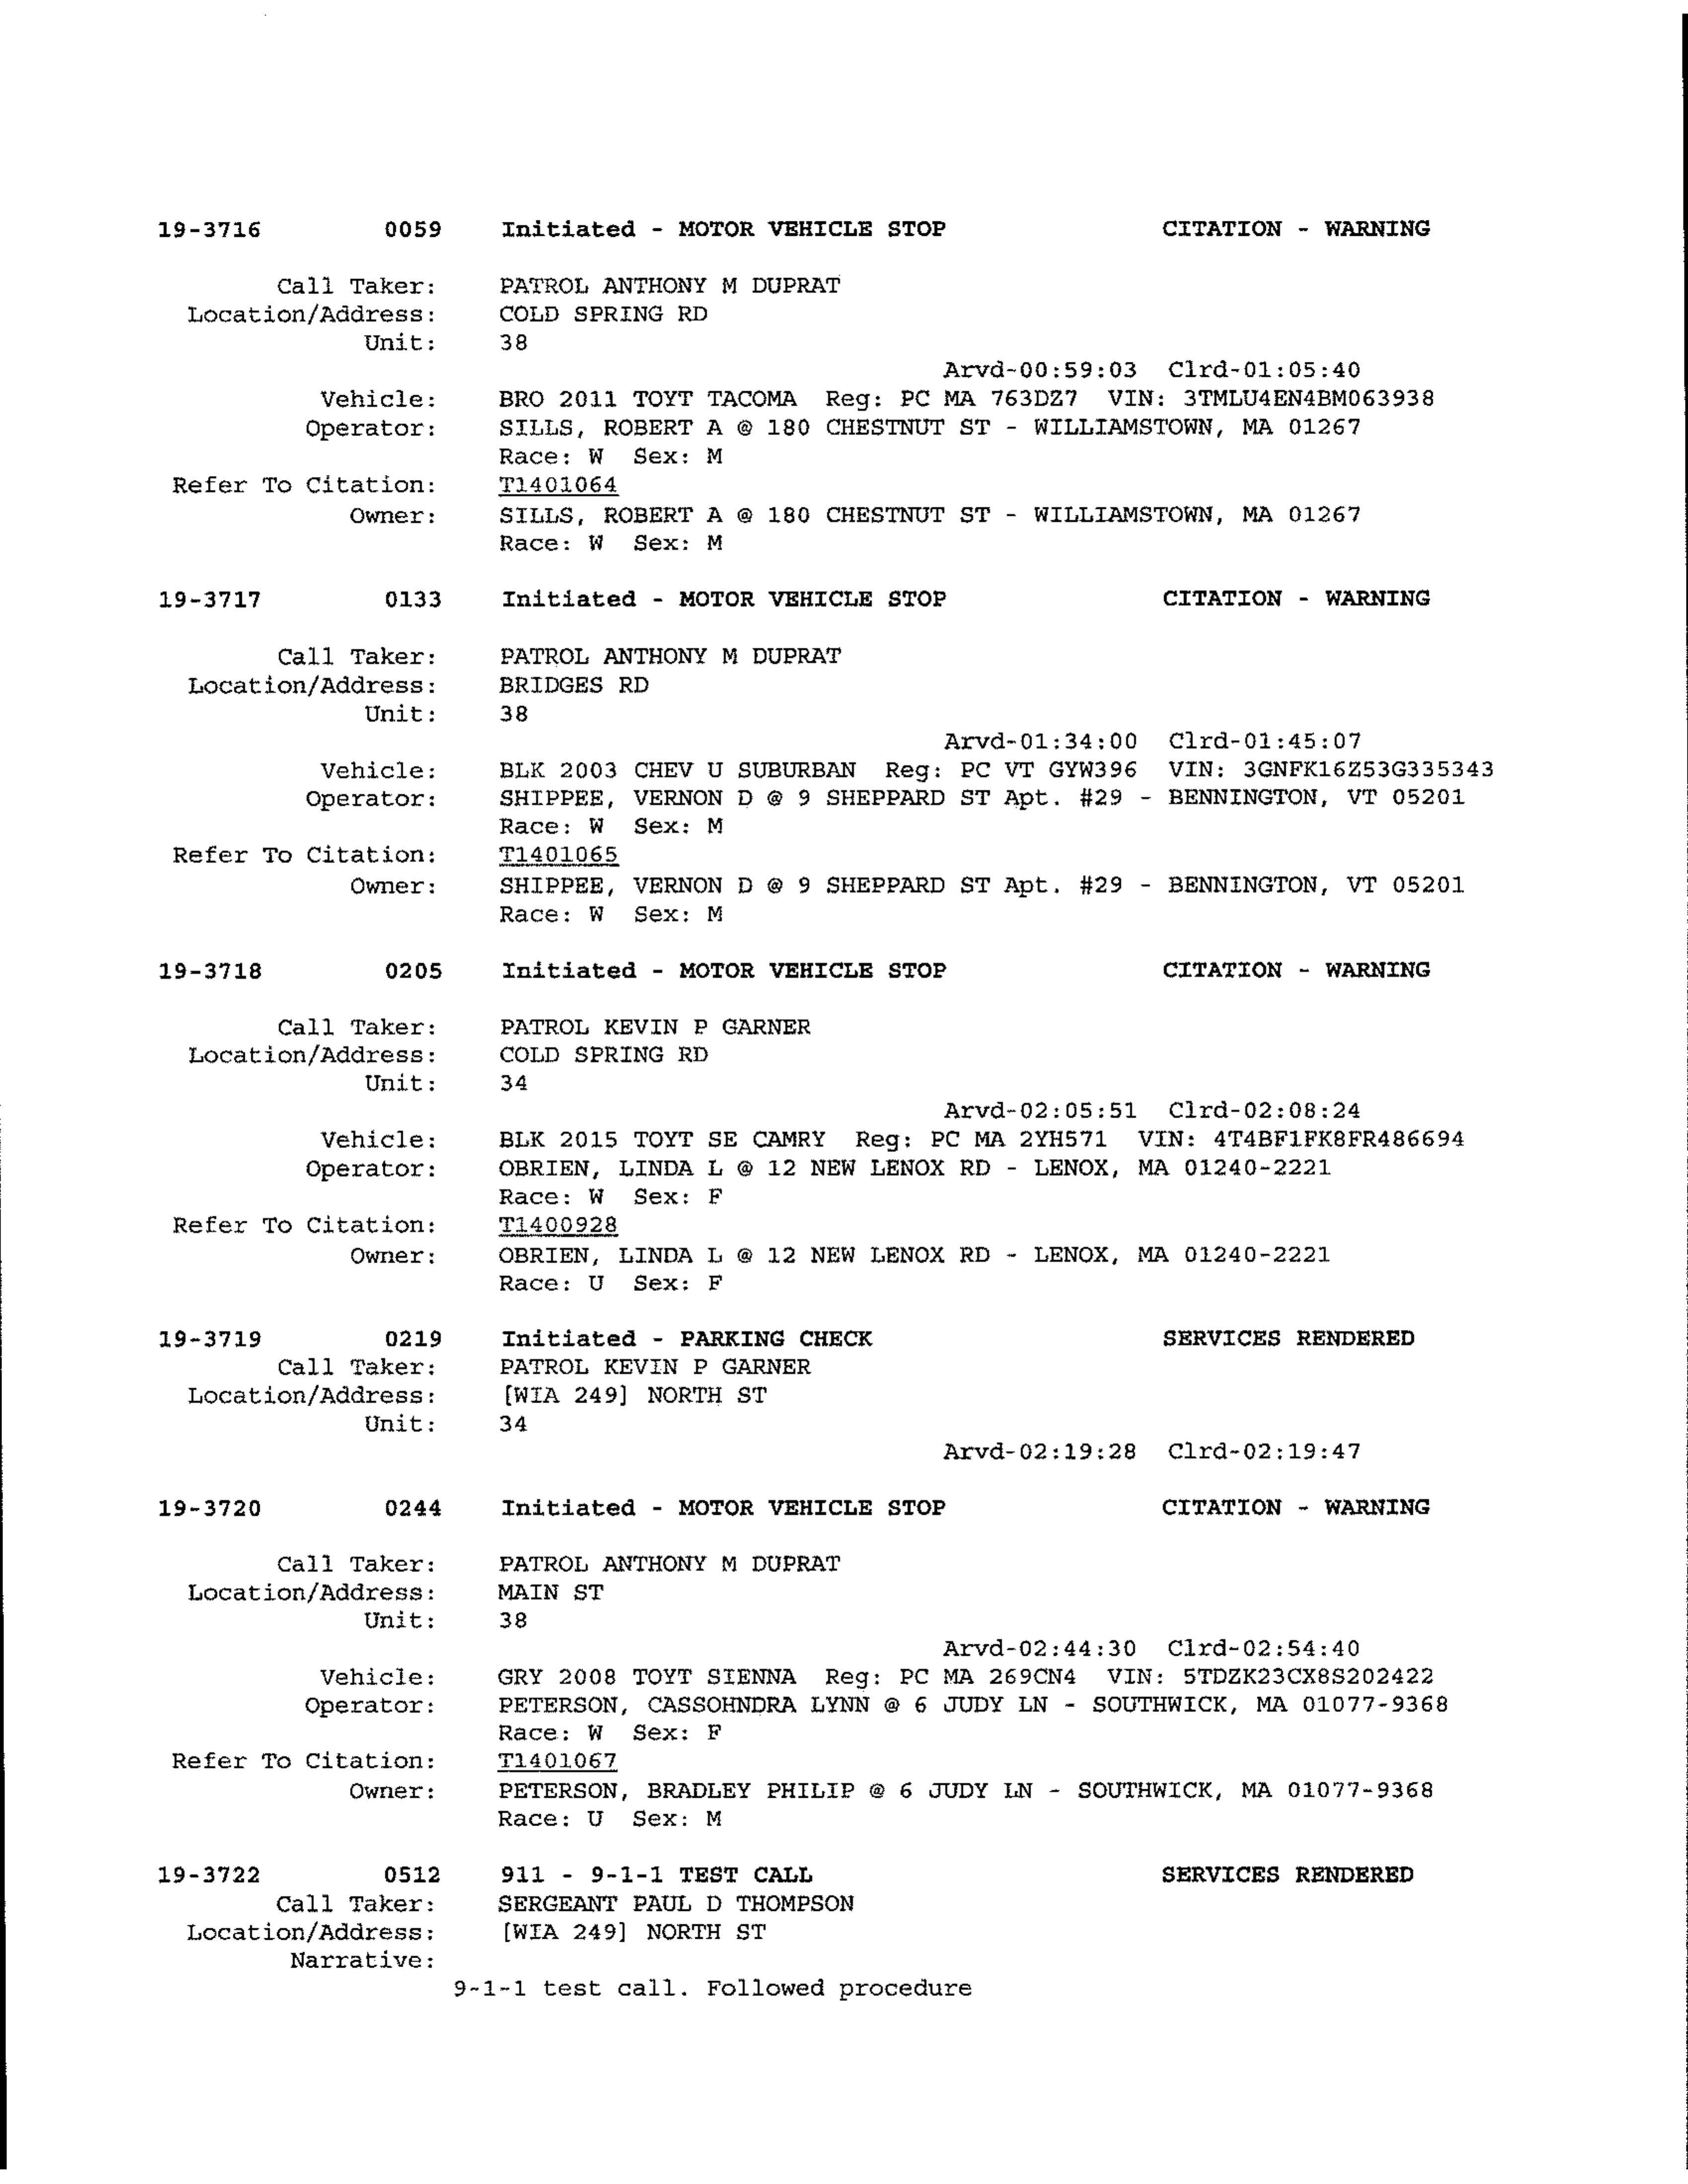 19-3716 0059 Initiated - MOTOR VEHICLE STOP CITATION - WARNING
Call Taker: PATROL ANTHONY M DUPRAT
Location/Address: COLD SPRING RD
Unit: 38
Arvd-00:59:03 Clrd-01:05:40
Vehicle: BRO 2011 TOYT TACOMA Reg: PC MA 763DZ7 VIN: 3TMLU4EN4BM063938
Operator: SILLS, ROBERT A @ 180 CHESTNUT ST - WILLIAMSTOWN, MA 01267
Race: W Sex: M
Refer To Citation: T1401064
Owner: SILLS, ROBERT A @ 180 CHESTNUT ST - WILLIAMSTOWN, MA 01267
Race: W Sex: M
19-3717 0133 Initiated - MOTOR VEHICLE STOP CITATION - WARNING
Call Taker: PATROL ANTHONY M DUPRAT
Location/Address: BRIDGES RD
Unit: 38
Arvd-01:34:00 Clrd-01:45:07
Vehicle: BLK 2003 CHEV U SUBURBAN Reg: PC VT GYW396 VIN: 3GNFK16Z53G335343
Operator: SHIPPEE, VERNON D @ 9 SHEPPARD ST Apt. #29 - BENNINGTON, VT 05201
Race: W Sex: M
Refer To Citation: T1401065
Owner: SHIPPEE, VERNON D @ 9 SHEPPARD ST Apt. #29 - BENNINGTON, VT 05201
Race: W Sex: M
19-3718 0205 Initiated - MOTOR VEHICLE STOP CITATION - WARNING
Call Taker: PATROL KEVIN P GARNER
Location/Address: COLD SPRING RD
Unit: 34
Arvd-02:05:51 Clrd-02:08:24
Vehicle: BLK 2015 TOYT SE CAMRY Reg: PC MA 2YH571 VIN: 4T4BF1FK8FR486694
Operator: OBRIEN, LINDA L @ 12 NEW LENOX RD - LENOX, MA 01240-2221
Race: W Sex: F
Refer To Citation: T1400928
Owner: OBRIEN, LINDA L @ 12 NEW LENOX RD - LENOX, MA 01240-2221
Race: U Sex: F
19-3719 0219 Initiated - PARKING CHECK SERVICES RENDERED
Call Taker: PATROL KEVIN P GARNER
Location/Address: [WIA 249] NORTH ST
Unit: 34
Arvd-02:19:28 Clrd-02:19:47
19-3720 0244 Initiated - MOTOR VEHICLE STOP CITATION - WARNING
Call Taker: PATROL ANTHONY M DUPRAT
Location/Address: MAIN ST
Unit: 38
Arvd-02:44:30 Clrd-02:54:40
Vehicle: GRY 2008 TOYT SIENNA Reg: PC MA 269CN4 VIN: 5TDZK23CX8S202422
Operator: PETERSON, CASSOHNDRA LYNN @ 6 JUDY LN - SOUTHWICK, MA 01077-9368
Race: W Sex: F
Refer To Citation: T1401067
Owner: PETERSON, BRADLEY PHILIP @ 6 JUDY LN - SOUTHWICK, MA 01077-9368
Race: U Sex: M
19-3722 0512 911 - 9-1-1 TEST CALL SERVICES RENDERED
Call Taker: SERGEANT PAUL D THOMPSON
Location/Address: [WIA 249] NORTH ST
Narrative:
9-1-1 test call. Followed procedure